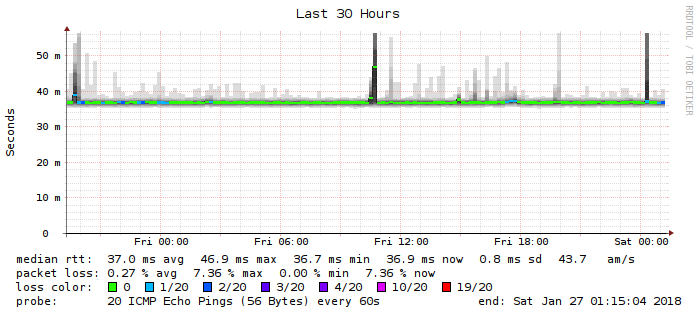 Last 30 Hours
RRDTOOL / TOBI OETIKER
Seconds
50 m
40 m
30 m
20 m
10 m
0
Fri 00:00 Fri 06:00 Fri 12:00 Fri 18:00 Sat 00:00
median rtt: 37.0 ms avg 46.9 ms max 36.7 ms min 36.9 ms now 0.8 ms sd 43.7 am/s
packet loss: 0.27 % avg 7.36 % max 0.00 % min 7.36 % now
loss color: 0 1/20 2/20 3/20 4/20 10/20 19/20
probe: 20 ICMP Echo Pings (56 Bytes) every 60s end: Sat Jan 27 01:15:04 2018